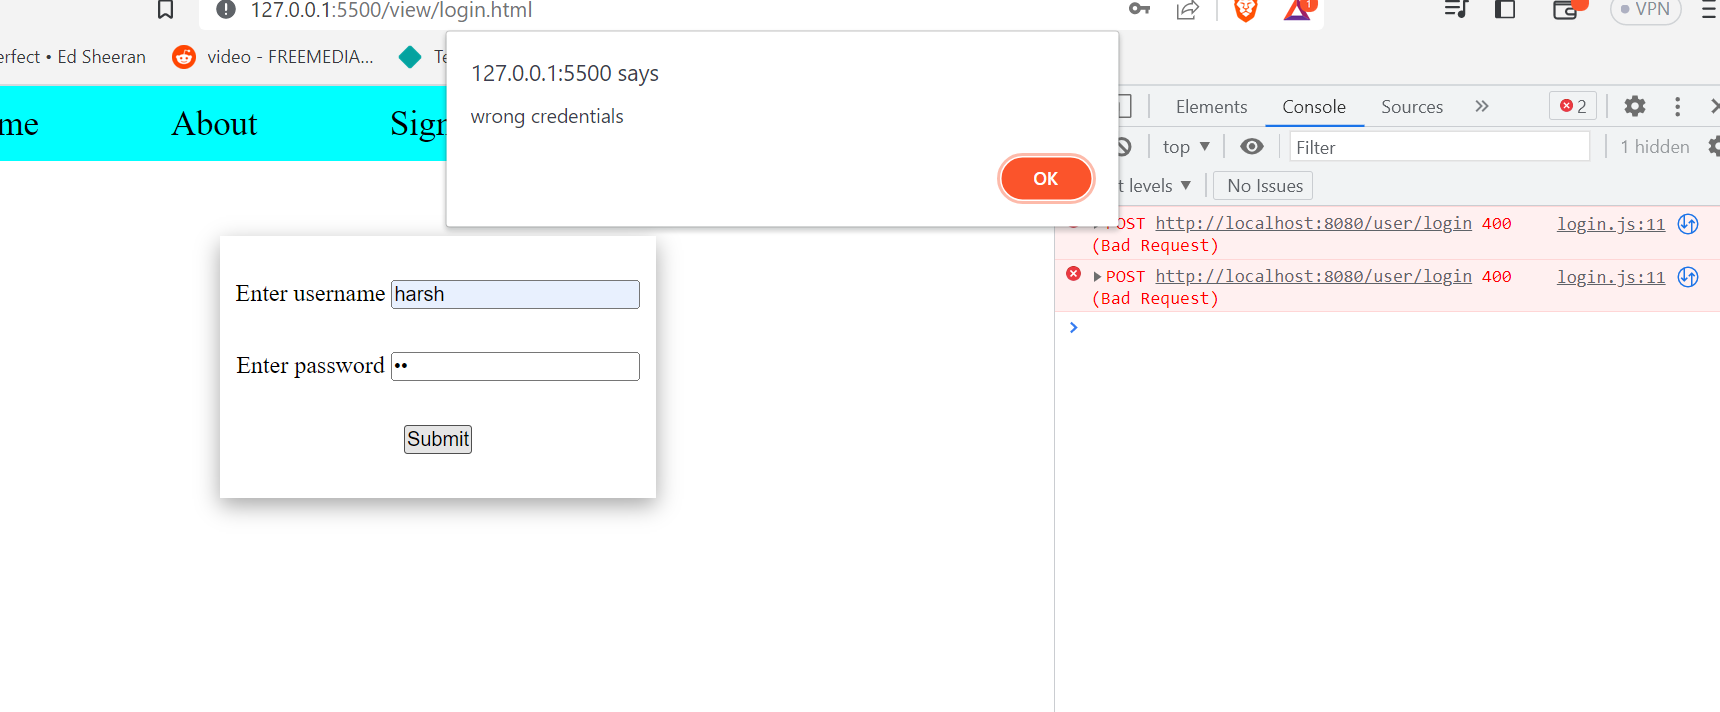 127.0.0.1:5500/view/login.html
1
VPN
erfect • Ed Sheeran
video - FREEMEDIA...
Te
127.0.0.1:5500 says
wrong credentials
OK
me
About
Sign
Elements
Console
Sources
2
top
Filter
1 hidden
t levels
No Issues
POST http://localhost:8080/user/login 400 login.js:11
(Bad Request)
POST http://localhost:8080/user/login 400 login.js:11
(Bad Request)
Enter username harsh
Enter password ••
Submit